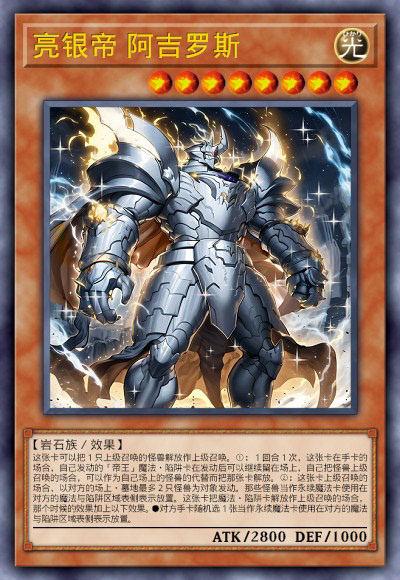 亮银帝 阿吉罗斯
光
【岩石族/效果】
这张卡可以把1只上级召唤的怪兽解放作上级召唤。①：1回合1次，这张卡在手卡的
场合，自己发动的「帝王」魔法·陷阱卡在发动后可以继续留在场上，自己把怪兽上级
召唤的场合，可以作为自己场上的怪兽的代替而把那张卡解放。②：这张卡上级召唤的
场合，以对方的场上·墓地最多2只怪兽为对象发动。那些怪兽当作永续魔法卡使用在
对方的魔法与陷阱区域表侧表示放置。这张卡把魔法·陷阱卡解放作上级召唤的场合，
那个时候的效果加上以下效果。●对方手卡随机选1张当作永续魔法卡使用在对方的魔法
与陷阱区域表侧表示放置。
ATK/2800 DEF/1000